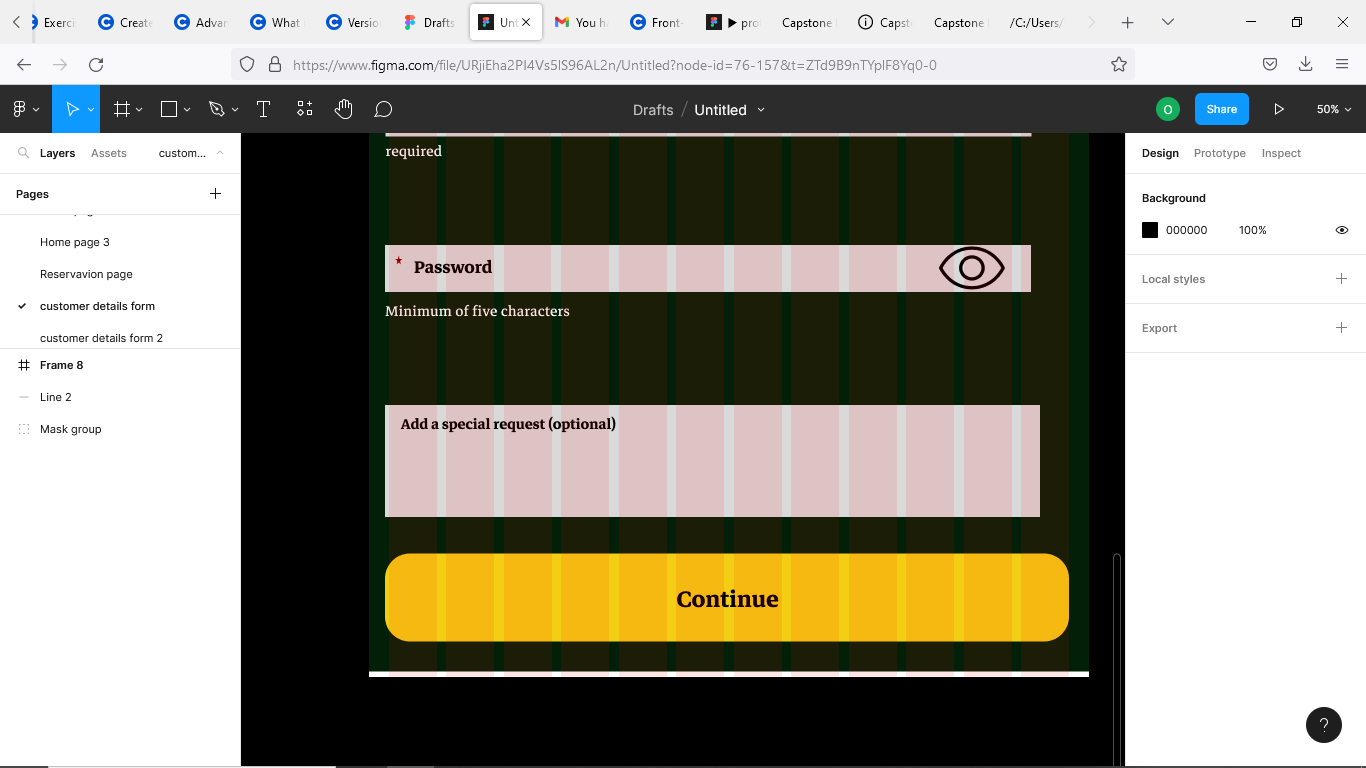 Exerci
Create
Advan
What i
Versio
Drafts
Unt
You h
Front-
▶ pro
Capstone
Capst
Capstone
/C:/Users/
https://www.figma.com/file/URjiEha2PI4Vs5lS96AL2n/Untitled?node-id=76-157&t=ZTd9B9nTYpIF8Yq0-0
Drafts / Untitled
O
Share
50%
Layers
Assets
custom...
Pages
Home page 3
Reservavion page
customer details form
customer details form 2
Frame 8
Line 2
Mask group
required
* Password
Minimum of five characters
Add a special request (optional)
Continue
Design
Prototype
Inspect
Background
000000
100%
Local styles
Export
?